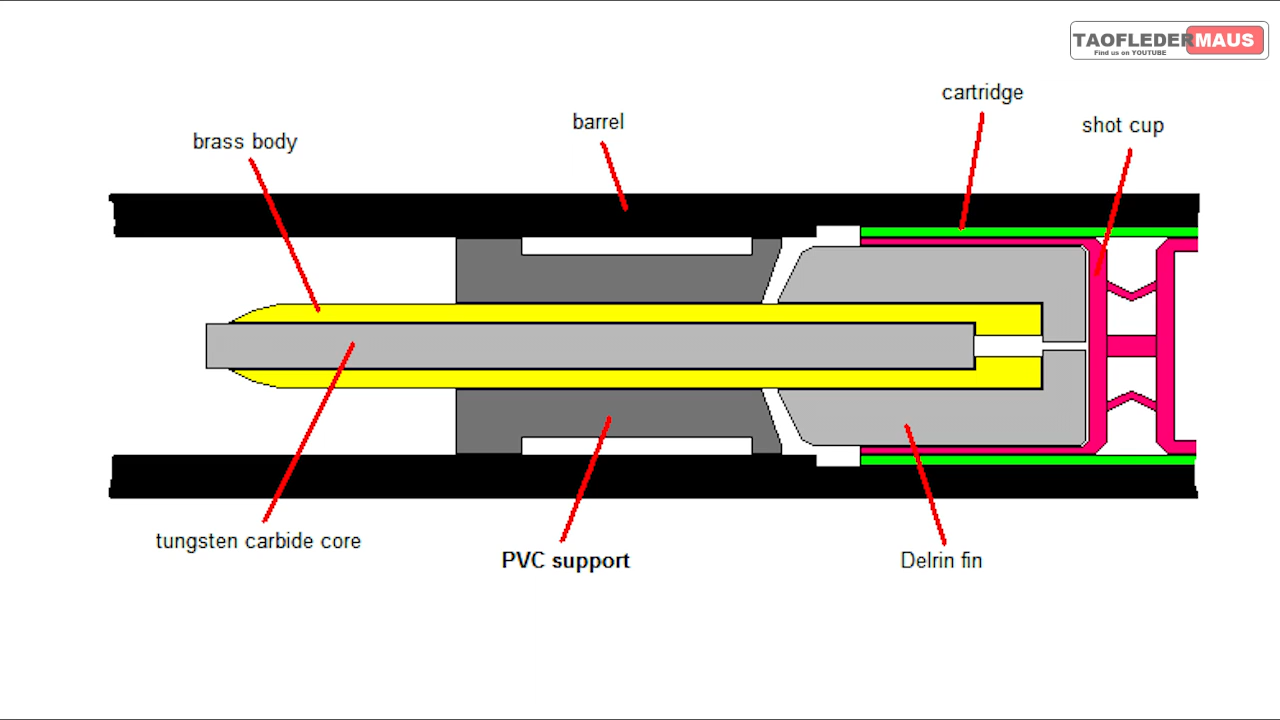 TAOFLEDERMAUS
Find us on YOUTUBE
cartridge
barrel
shot cup
brass body
tungsten carbide core
PVC support
Delrin fin